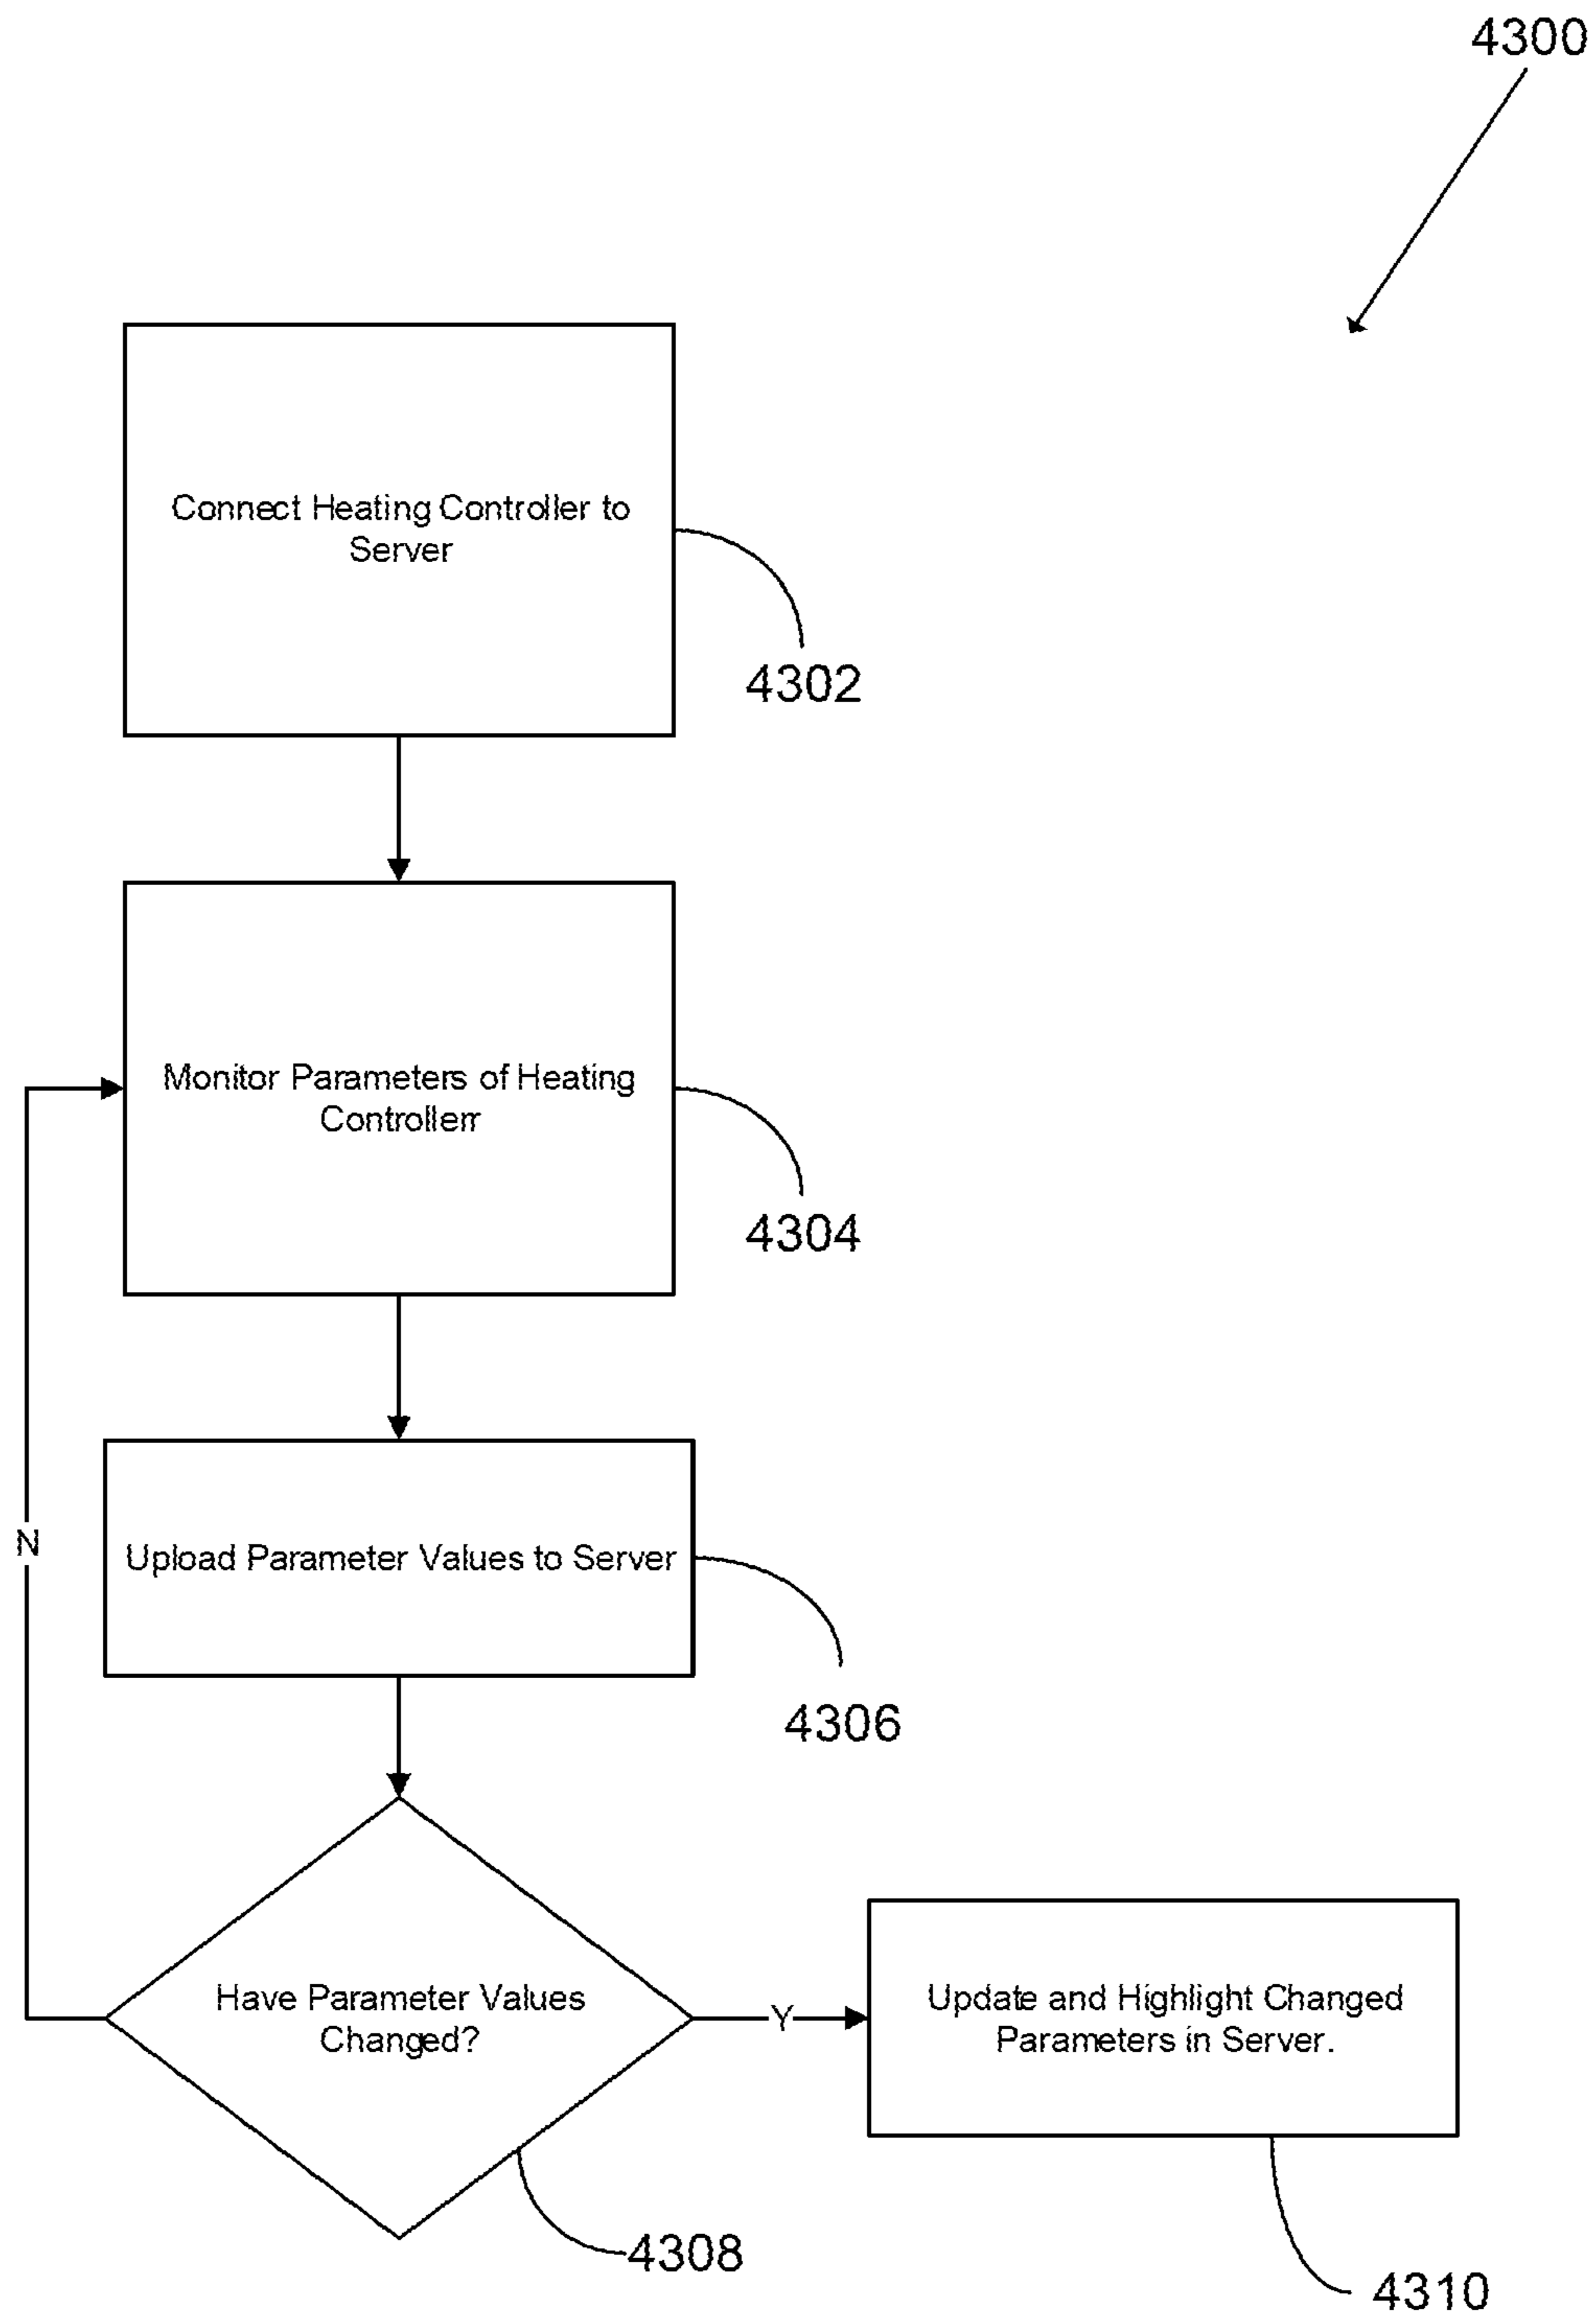 4300
Connect Heating Controller to
Server
4302
Monitor Parameters of Heating
Controllerr
4304
N
Upload Parameter Values to Server
4306
Have Parameter Values
Changed?
Y
Update and Highlight Changed
Parameters in Server.
4308
4310